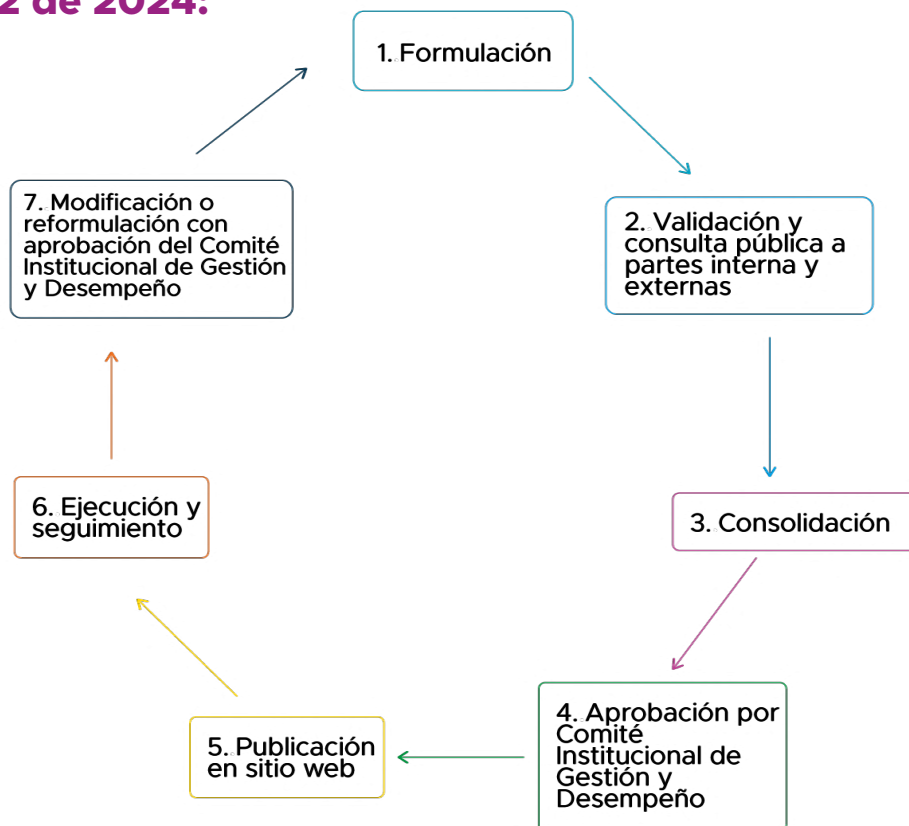 2 de 2024:
1. Formulación
7. Modificación o
reformulación con
aprobación del Comité
Institucional de Gestión
y Desempeño
2. Validación y
consulta pública a
partes interna y
externas
6. Ejecución y
seguimiento
3. Consolidación
5. Publicación
en sitio web
4. Aprobación por
Comité
Institucional de
Gestión y
Desempeño